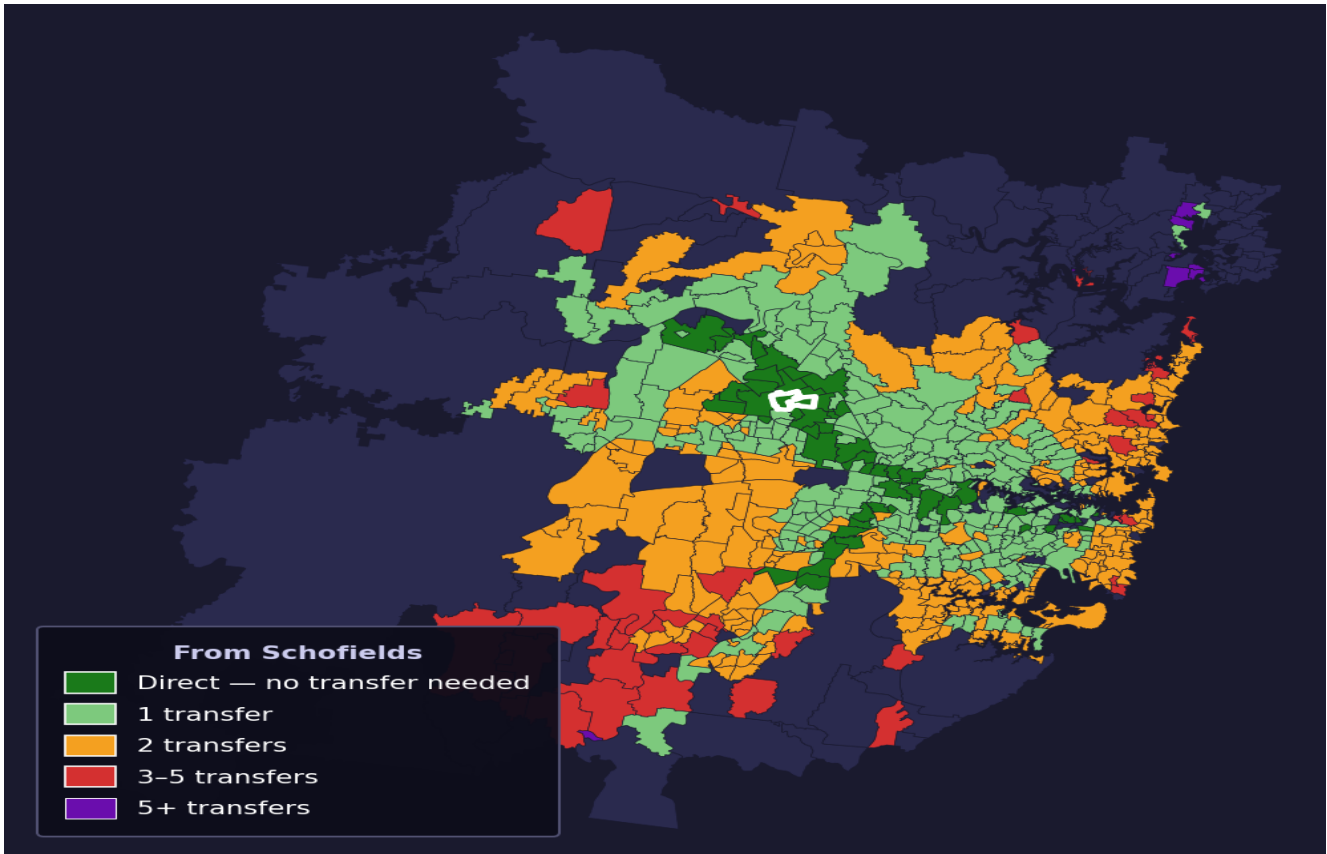 From Schofields
Direct — no transfer needed
1 transfer
2 transfers
3–5 transfers
5+ transfers